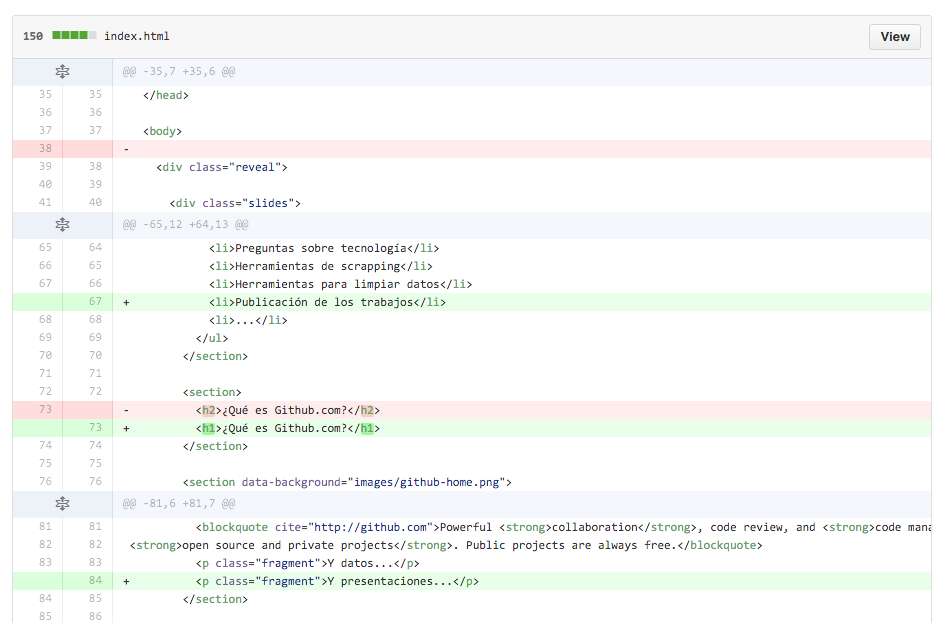 150 index.html View
@@ -35,7 +35,6 @@
35 35 </head>
36 36
37 37 <body>
38 -
39 38 <div class="reveal">
40 39
41 40 <div class="slides">
@@ -65,12 +64,13 @@
65 64 <li>Preguntas sobre tecnología</li>
66 65 <li>Herramientas de scrapping</li>
67 66 <li>Herramientas para limpiar datos</li>
67 + <li>Publicación de los trabajos</li>
68 68 <li>...</li>
69 69 </ul>
70 70 </section>
71 71
72 72 <section>
73 - <h2>¿Qué es Github.com?</h2>
73 + <h1>¿Qué es Github.com?</h1>
74 74 </section>
75 75
76 76 <section data-background="images/github-home.png">
@@ -81,6 +81,7 @@
81 81 <blockquote cite="http://github.com">Powerful <strong>collaboration</strong>, code review, and <strong>code mana
82 82 <strong>open source and private projects</strong>. Public projects are always free.</blockquote>
83 83 <p class="fragment">Y datos...</p>
84 + <p class="fragment">Y presentaciones...</p>
84 85 </section>
85 86